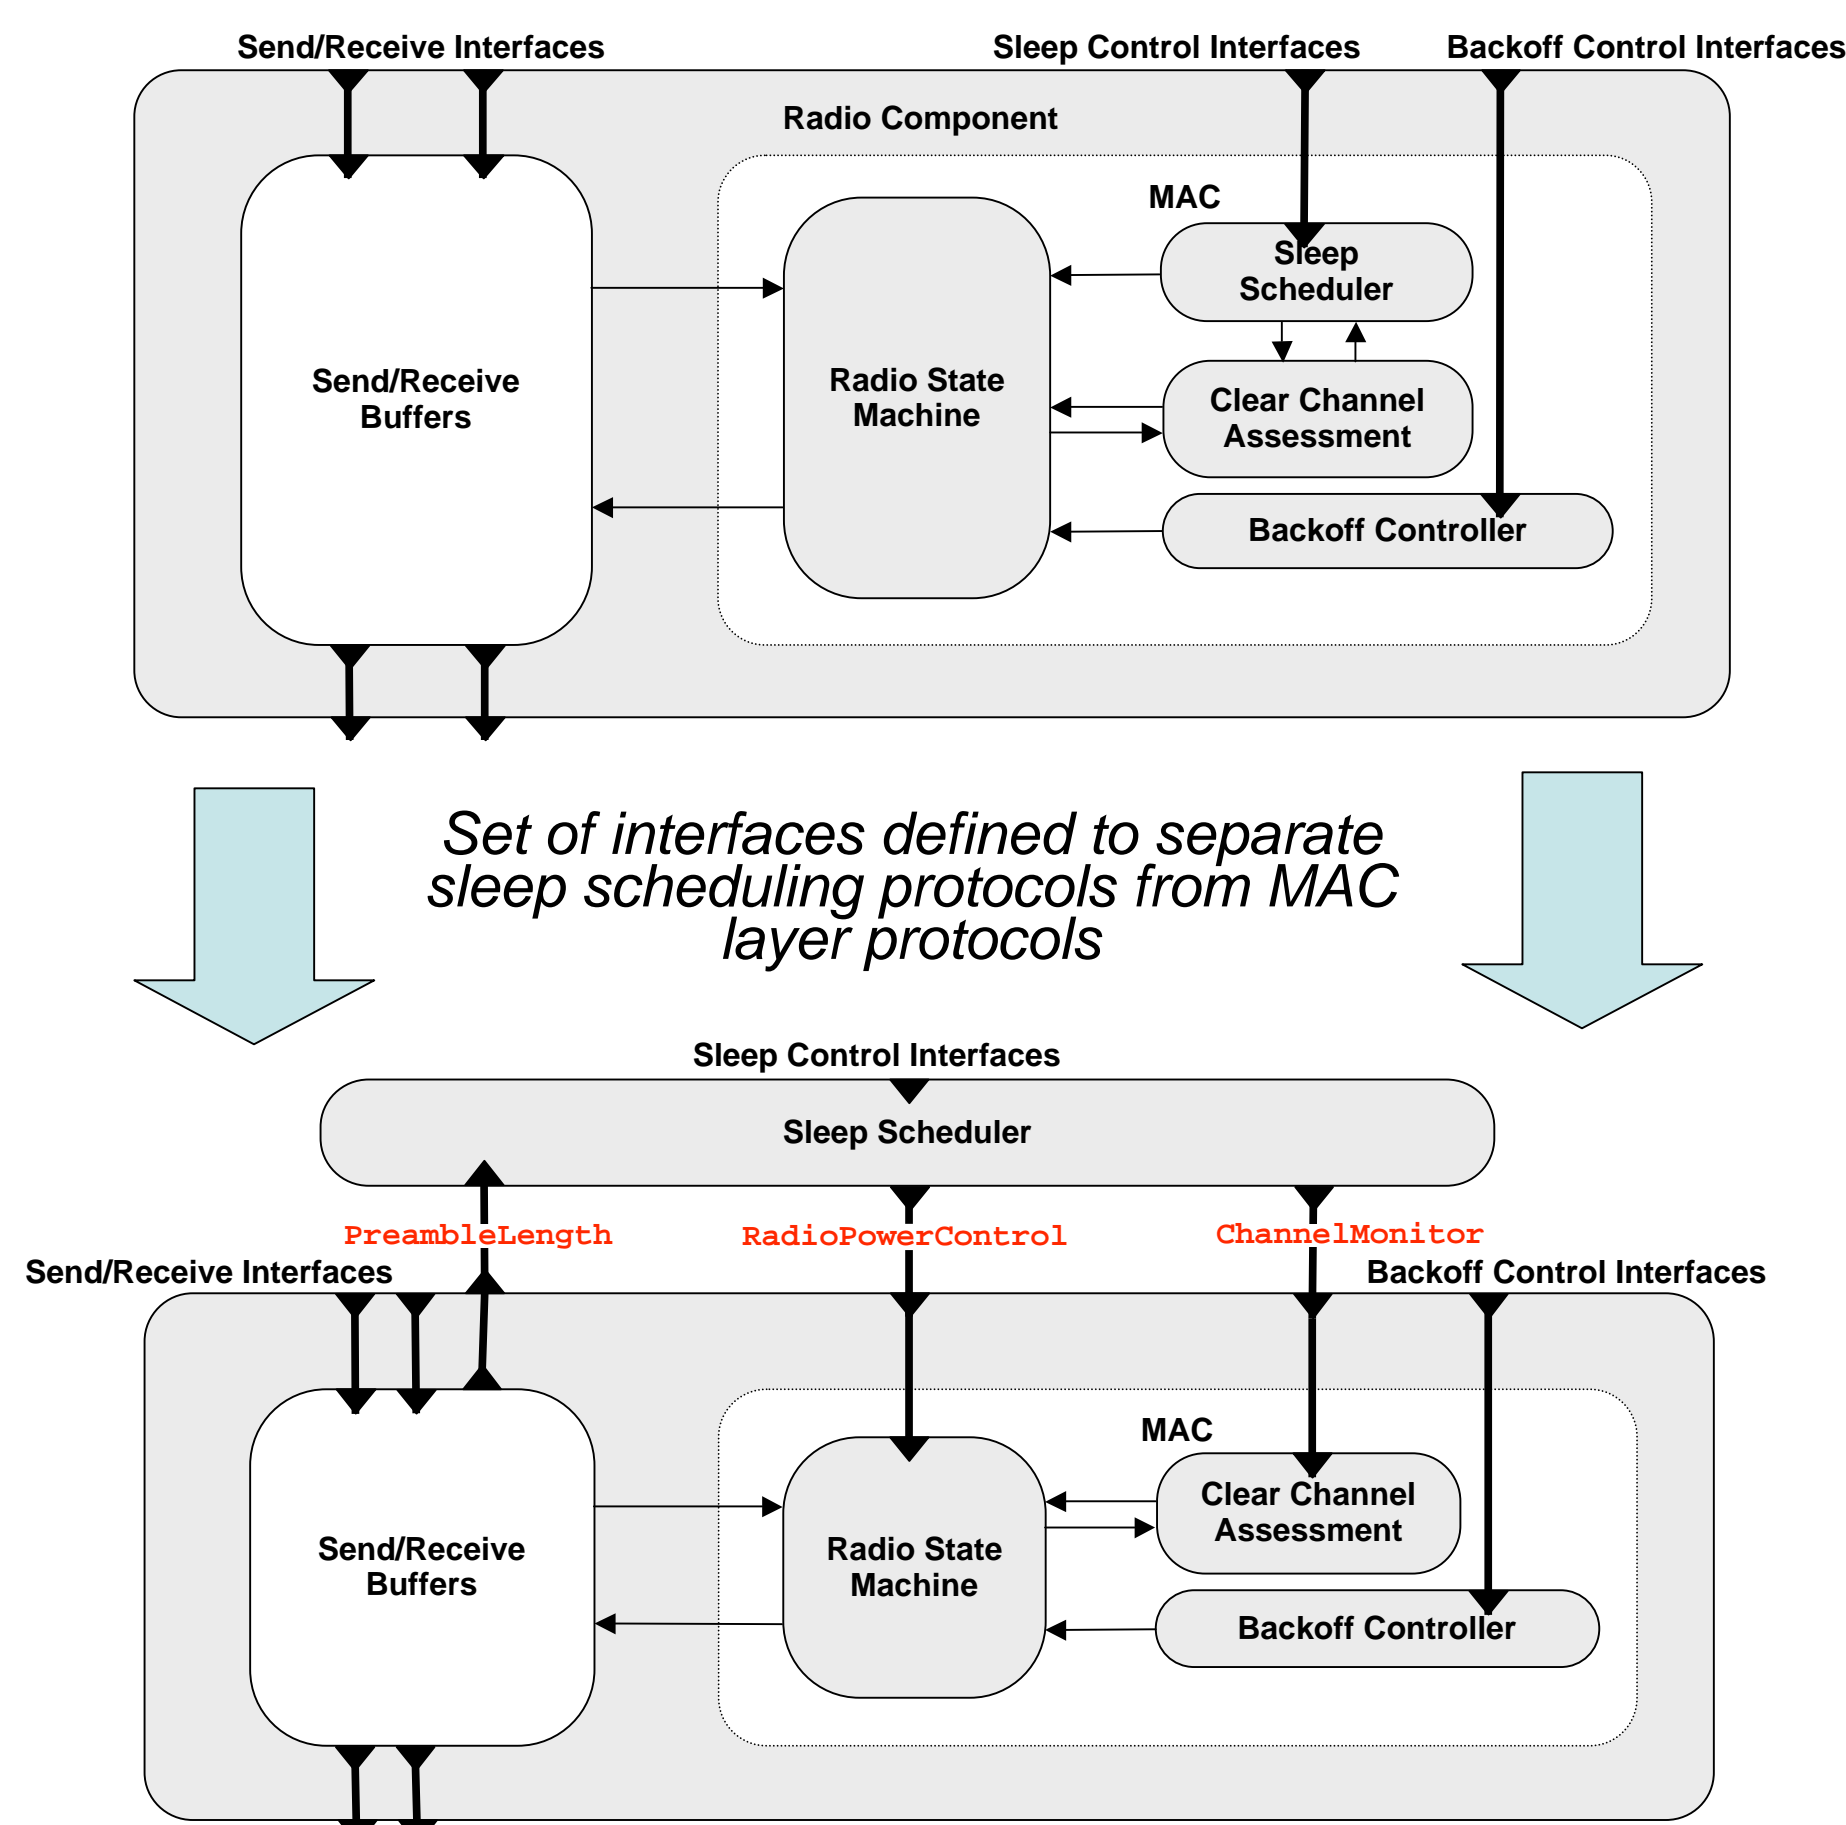 Send/Receive Interfaces
Sleep Control Interfaces
Backoff Control Interfaces
Radio Component
MAC
Sleep
Scheduler
Send/Receive
Buffers
Radio State
Machine
Clear Channel
Assessment
Backoff Controller
Set of interfaces defined to separate
sleep scheduling protocols from MAC
layer protocols
Sleep Control Interfaces
Sleep Scheduler
PreambleLength
RadioPowerControl
ChannelMonitor
Send/Receive Interfaces
Backoff Control Interfaces
MAC
Clear Channel
Assessment
Send/Receive
Buffers
Radio State
Machine
Backoff Controller